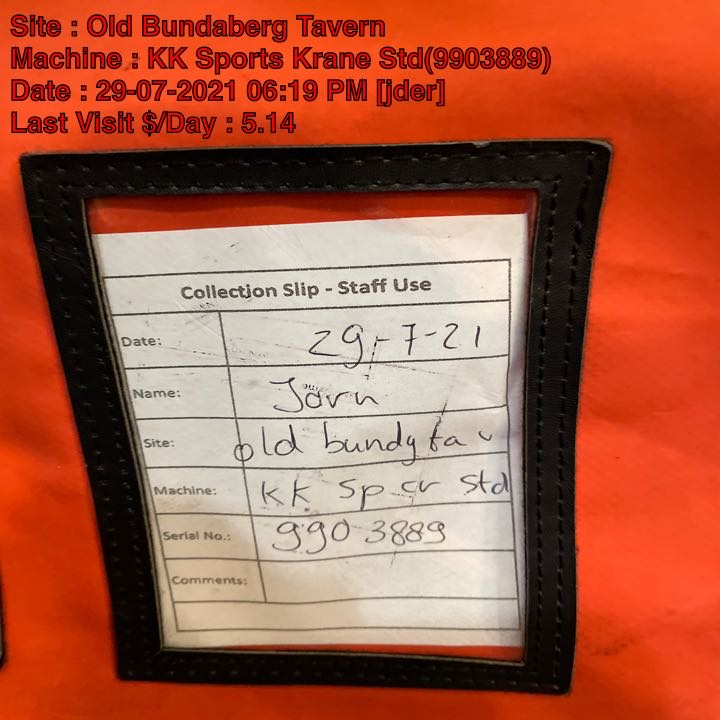 Site : Old Bundaberg Tavern
Machine : KK Sports Krane Std(9903889)
Date : 29-07-2021 06:19 PM [jder]
Last Visit $/Day : 5.14
Collection Slip - Staff Use
Date: 29-7-21
Name: Jorn
Site: old bundy tav
Machine: KK Sp cr Std
Serial No.: 990 3889
Comments: